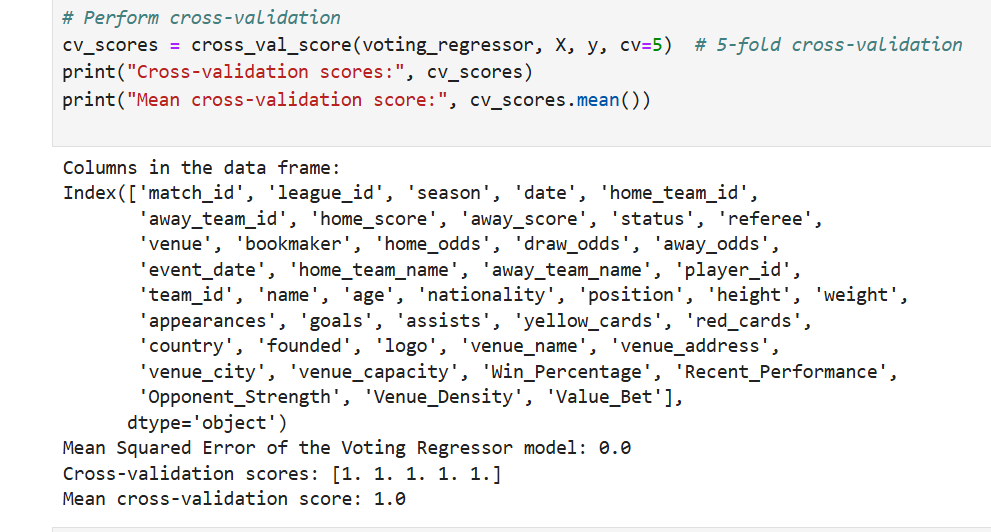 # Perform cross-validation
cv_scores = cross_val_score(voting_regressor, X, y, cv=5)  # 5-fold cross-validation
print("Cross-validation scores:", cv_scores)
print("Mean cross-validation score:", cv_scores.mean())
Columns in the data frame:
Index(['match_id', 'league_id', 'season', 'date', 'home_team_id',
       'away_team_id', 'home_score', 'away_score', 'status', 'referee',
       'venue', 'bookmaker', 'home_odds', 'draw_odds', 'away_odds',
       'event_date', 'home_team_name', 'away_team_name', 'player_id',
       'team_id', 'name', 'age', 'nationality', 'position', 'height', 'weight',
       'appearances', 'goals', 'assists', 'yellow_cards', 'red_cards',
       'country', 'founded', 'logo', 'venue_name', 'venue_address',
       'venue_city', 'venue_capacity', 'Win_Percentage', 'Recent_Performance',
       'Opponent_Strength', 'Venue_Density', 'Value_Bet'],
      dtype='object')
Mean Squared Error of the Voting Regressor model: 0.0
Cross-validation scores: [1. 1. 1. 1. 1.]
Mean cross-validation score: 1.0